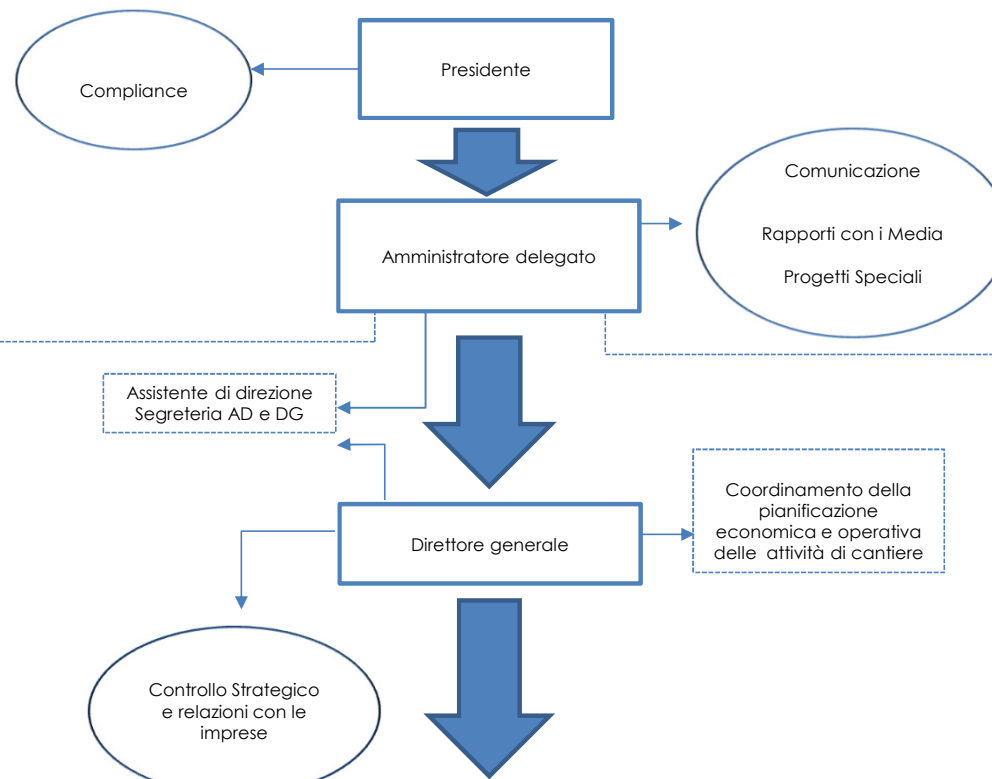 Presidente
Compliance
Comunicazione
Rapporti con i Media
Progetti Speciali
Amministratore delegato
Assistente di direzione
Segreteria AD e DG
Coordinamento della
pianificazione
economica e operativa
delle attività di cantiere
Direttore generale
Controllo Strategico
e relazioni con le
imprese